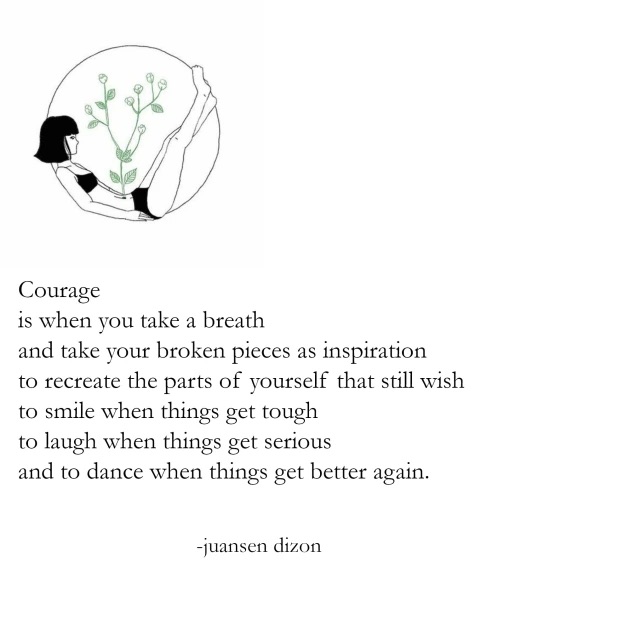 Courage
is when you take a breath
and take your broken pieces as inspiration
to recreate the parts of yourself that still wish
to smile when things get tough
to laugh when things get serious
and to dance when things get better again.
-juansen dizon